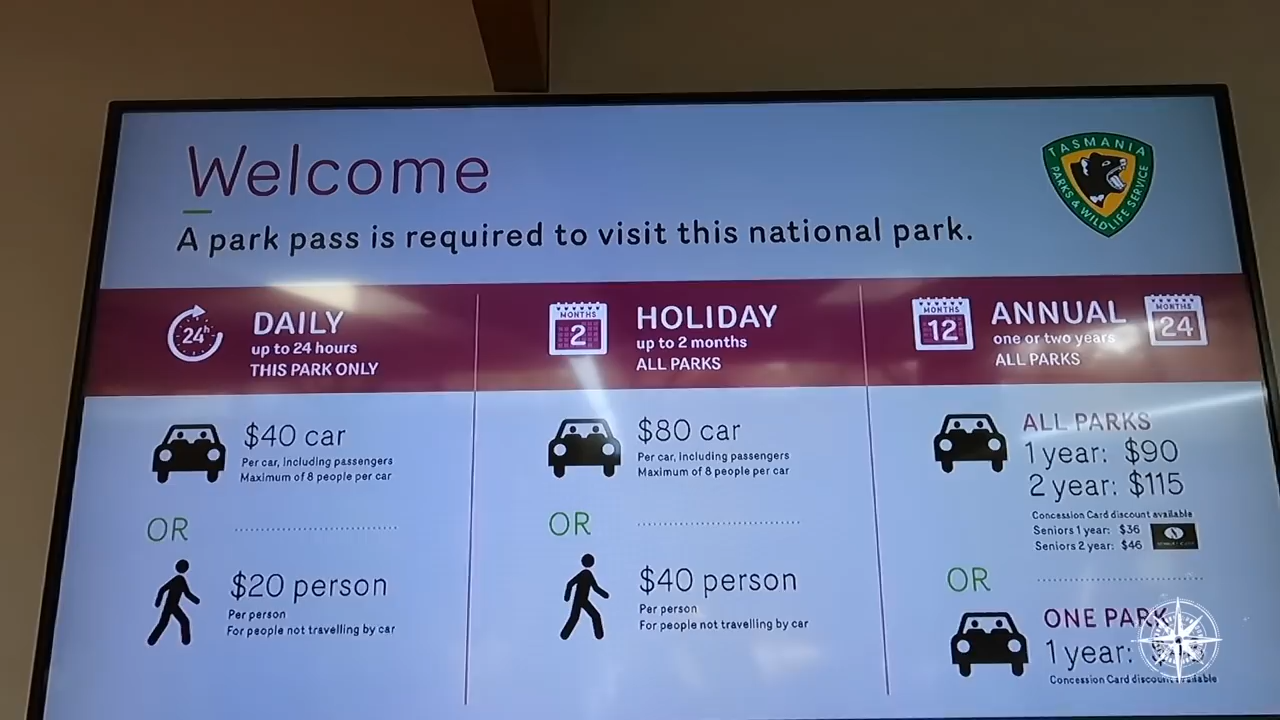 Welcome
A park pass is required to visit this national park.
TASMANIA
PARKS & WILDLIFE SERVICE
24h
DAILY
up to 24 hours
THIS PARK ONLY
$40 car
Per car, including passengers
Maximum of 8 people per car
OR
$20 person
Per person
For people not travelling by car
MONTHS
2
HOLIDAY
up to 2 months
ALL PARKS
$80 car
Per car, including passengers
Maximum of 8 people per car
OR
$40 person
Per person
For people not travelling by car
MONTHS
12
ANNUAL
one or two years
ALL PARKS
MONTHS
24
ALL PARKS
1 year: $90
2 year: $115
Concession Card discount available
Seniors 1 year: $36
Seniors 2 year: $46
OR
ONE PARK
1 year:
Concession Card discount available